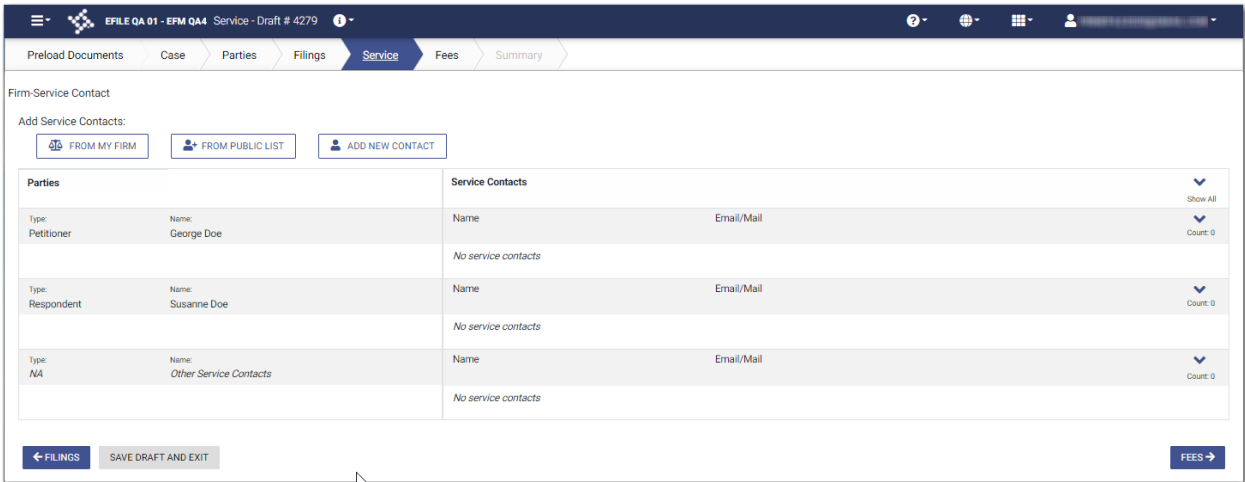 EFILE QA 01 - EFM QA4 Service - Draft # 4279
Preload Documents Case Parties Filings Service Fees Summary
Firm-Service Contact
Add Service Contacts:
FROM MY FIRM FROM PUBLIC LIST ADD NEW CONTACT
Parties Service Contacts
Show All
Type: Name: Name Email/Mail
Petitioner George Doe Count: 0
No service contacts
Type: Name: Name Email/Mail
Respondent Susanne Doe Count: 0
No service contacts
Type: Name: Name Email/Mail
NA Other Service Contacts Count: 0
No service contacts
FILINGS SAVE DRAFT AND EXIT FEES